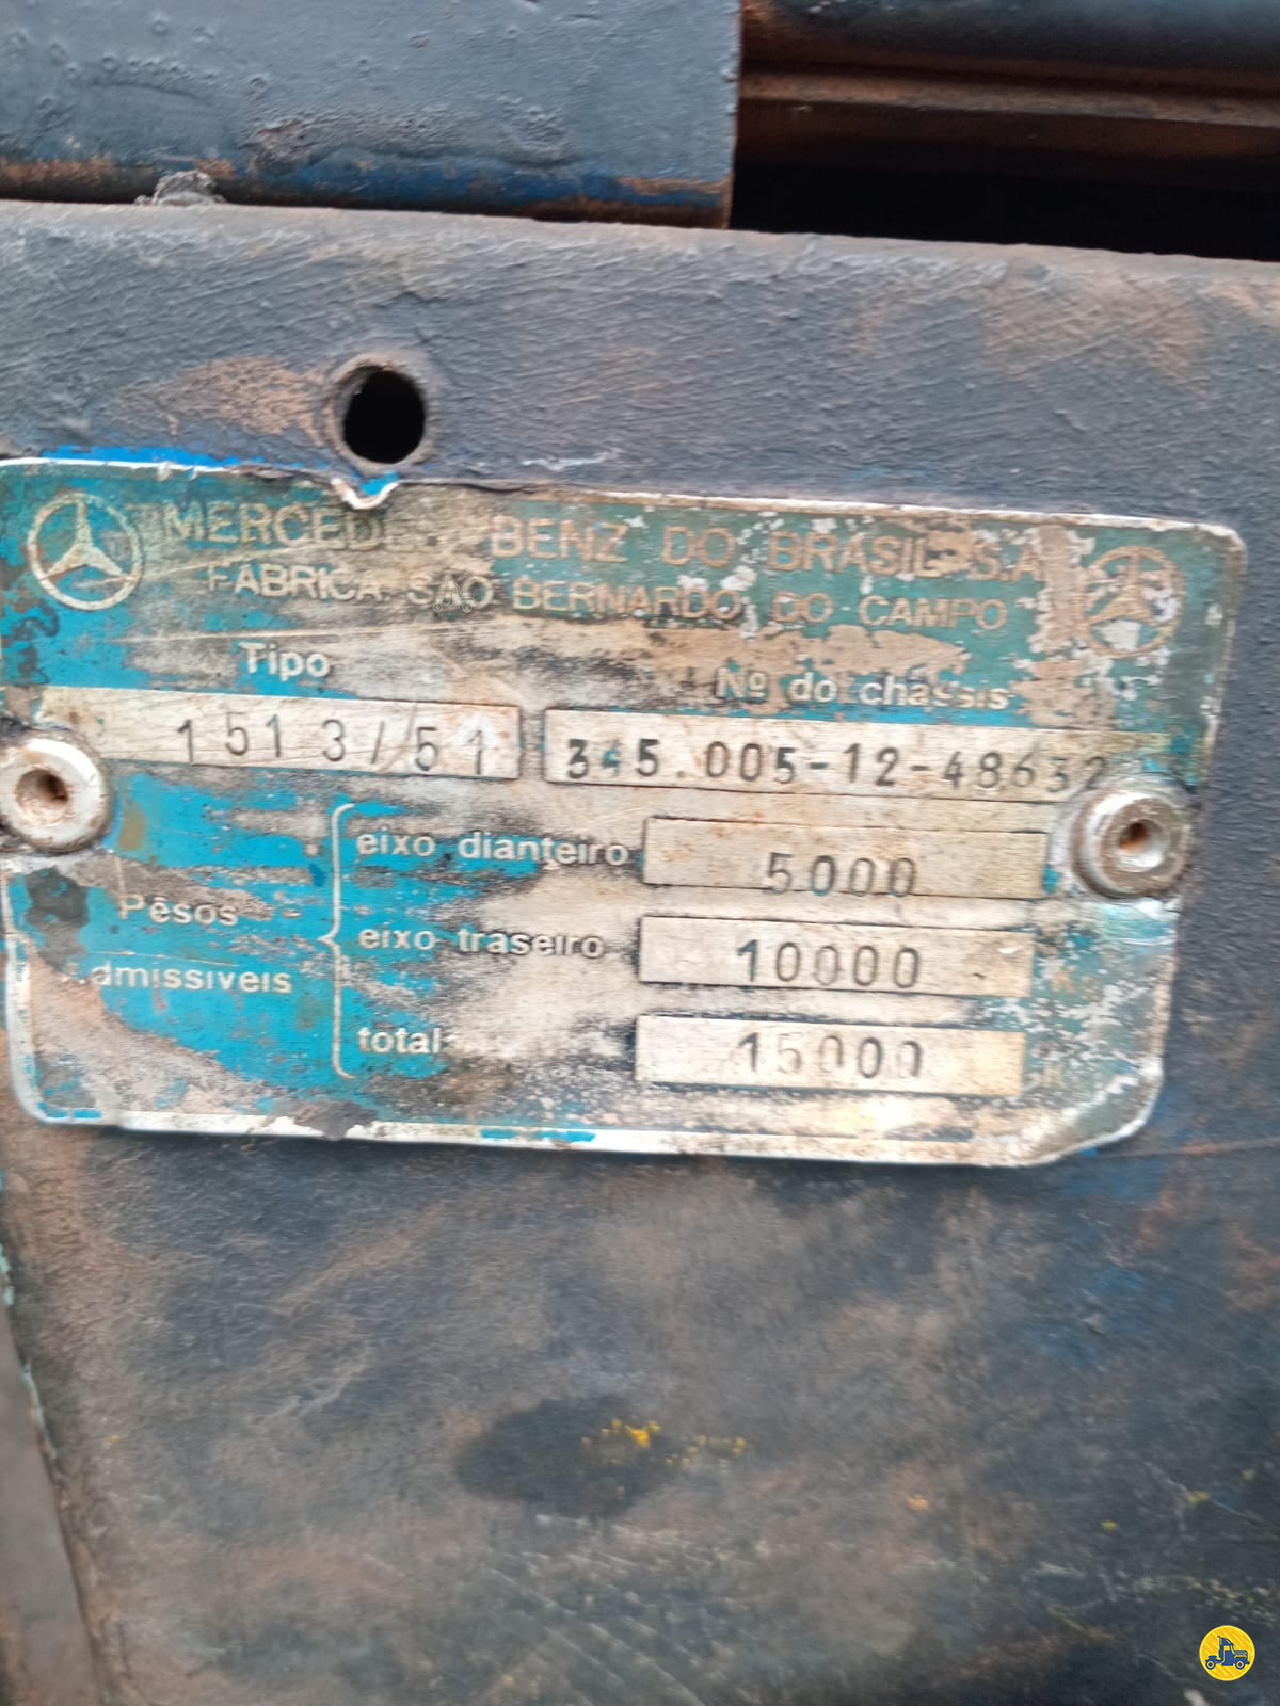 MERCEDES-BENZ DO BRASIL S.A.
FÁBRICA SÃO BERNARDO DO CAMPO
Tipo Nº do chassis
1513/51 345.005-12-48632
Pêsos admissiveis
eixo dianteiro 5000
eixo traseiro 10000 K
total 15000 K